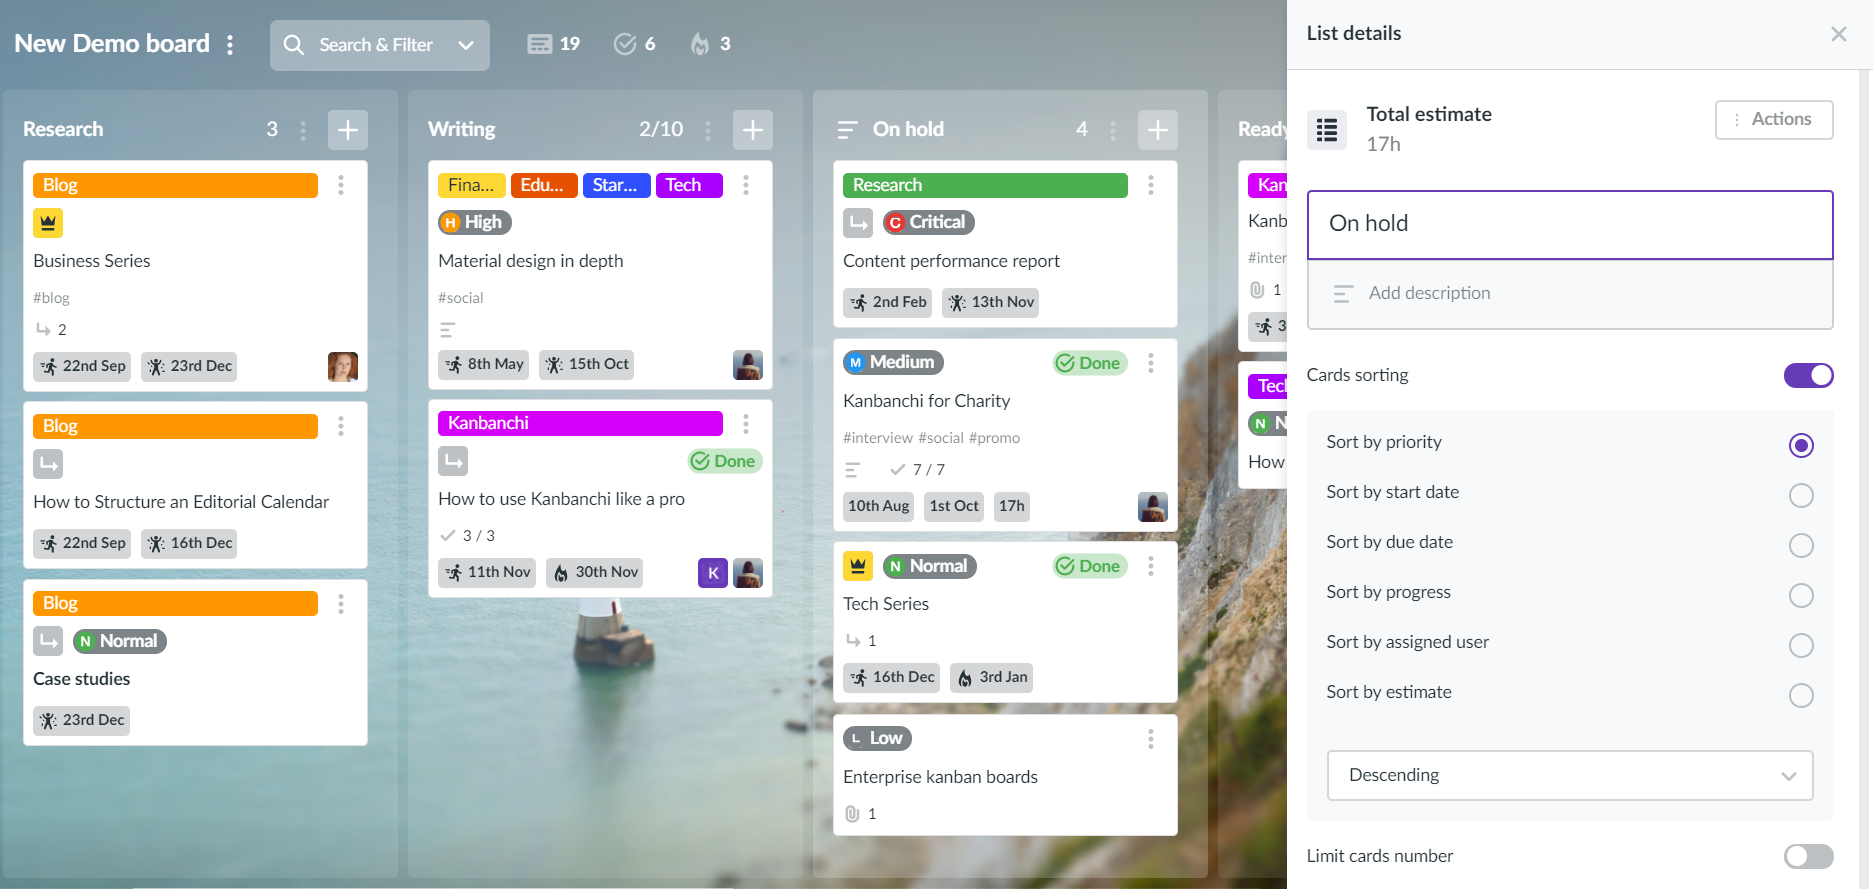 New Demo board
Search & Filter
19
6
3
Research
3
Blog
Business Series
#blog
2
22nd Sep
23rd Dec
Blog
How to Structure an Editorial Calendar
22nd Sep
16th Dec
Blog
N Normal
Case studies
23rd Dec
Writing
2/10
Fina... Edu... Star... Tech
H High
Material design in depth
#social
8th May
15th Oct
Kanbanchi
Done
How to use Kanbanchi like a pro
3 / 3
11th Nov
30th Nov
K
On hold
4
Research
C Critical
Content performance report
2nd Feb
13th Nov
M Medium
Done
Kanbanchi for Charity
#interview #social #promo
7 / 7
10th Aug
1st Oct
17h
N Normal
Done
Tech Series
1
16th Dec
3rd Jan
L Low
Enterprise kanban boards
1
Ready
Kan
Kanb
#inter
1
3
Tech
N N
How
List details
Total estimate
17h
Actions
On hold
Add description
Cards sorting
Sort by priority
Sort by start date
Sort by due date
Sort by progress
Sort by assigned user
Sort by estimate
Descending
Limit cards number